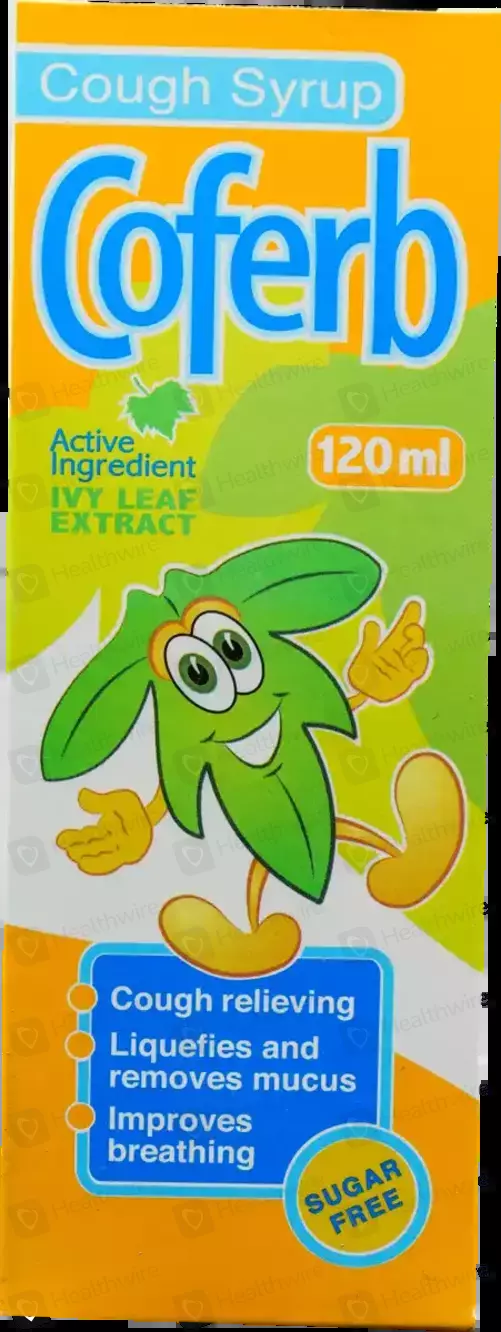 Cough Syrup
Coferb
Active
Ingredient
IVY LEAF
EXTRACT
120 ml
Cough relieving
Liquefies and
removes mucus
Improves
breathing
SUGAR
FREE
Healthwire